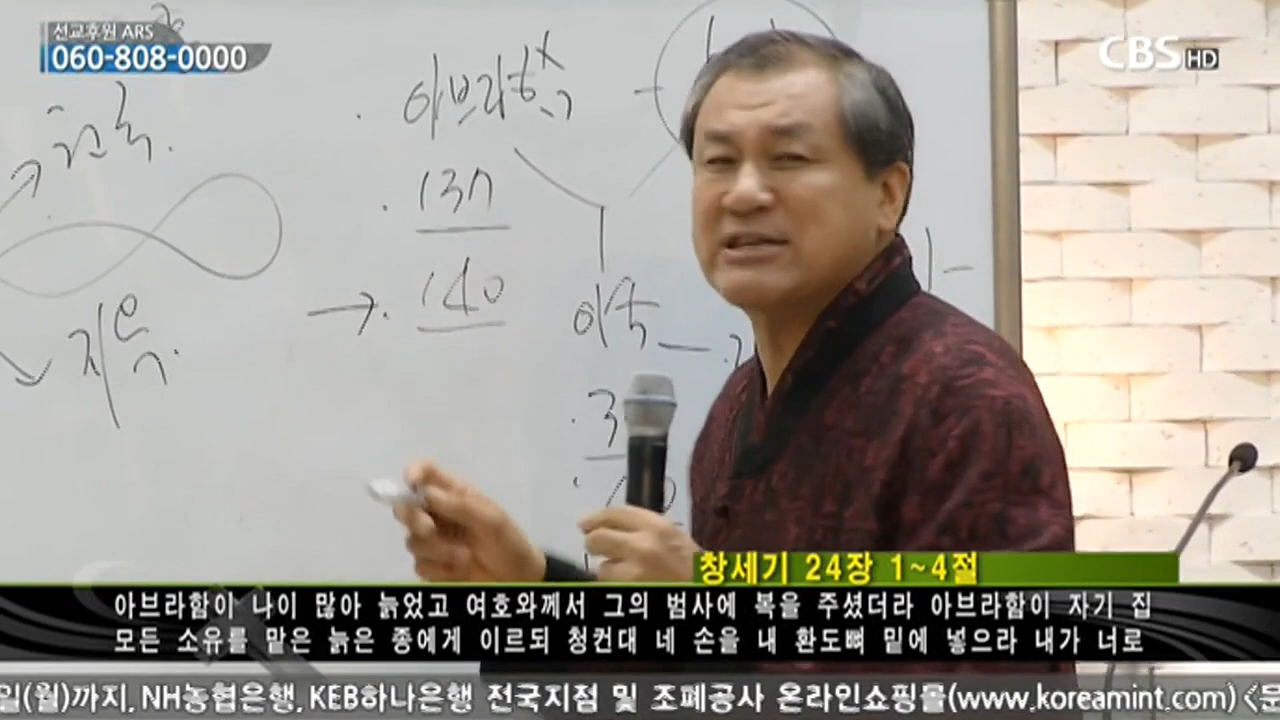 선교후원 ARS
060-808-0000
CBS HD
아브라함
137
140
이삭
창세기 24장 1~4절
아브라함이 나이 많아 늙었고 여호와께서 그의 범사에 복을 주셨더라 아브라함이 자기 집
모든 소유를 맡은 늙은 종에게 이르되 청컨대 네 손을 내 환도뼈 밑에 넣으라 내가 너로
일(월)까지, NH농협은행, KEB하나은행 전국지점 및 조폐공사 온라인쇼핑몰(www.koreamint.com) <문